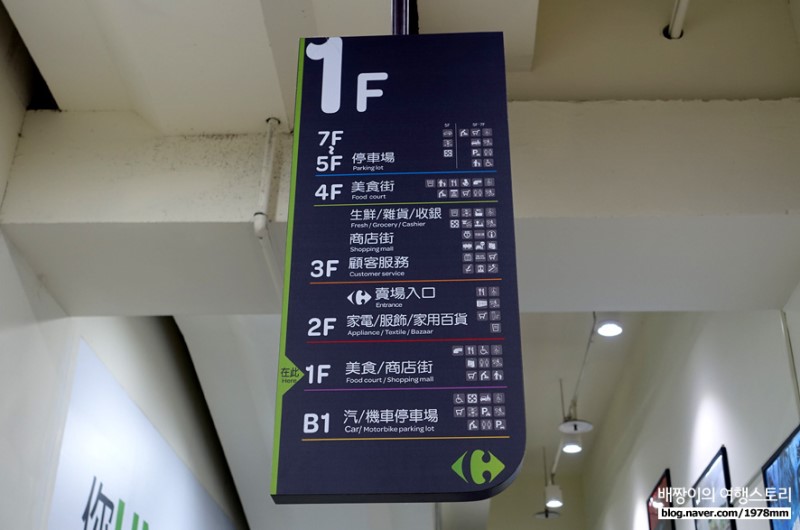 1F
7F
~
5F 停車場
Parking lot
4F 美食街
Food court
生鮮/雜貨/收銀
Fresh / Grocery / Cashier
商店街
Shopping mall
3F 顧客服務
Customer service
賣場入口
Entrance
2F 家電/服飾/家用百貨
Appliance / Textile / Bazaar
在此
Here
1F 美食/商店街
Food court / Shopping mall
B1 汽/機車停車場
Car/ Motorbike parking lot
배짱이의 여행스토리
blog.naver.com/1978mm